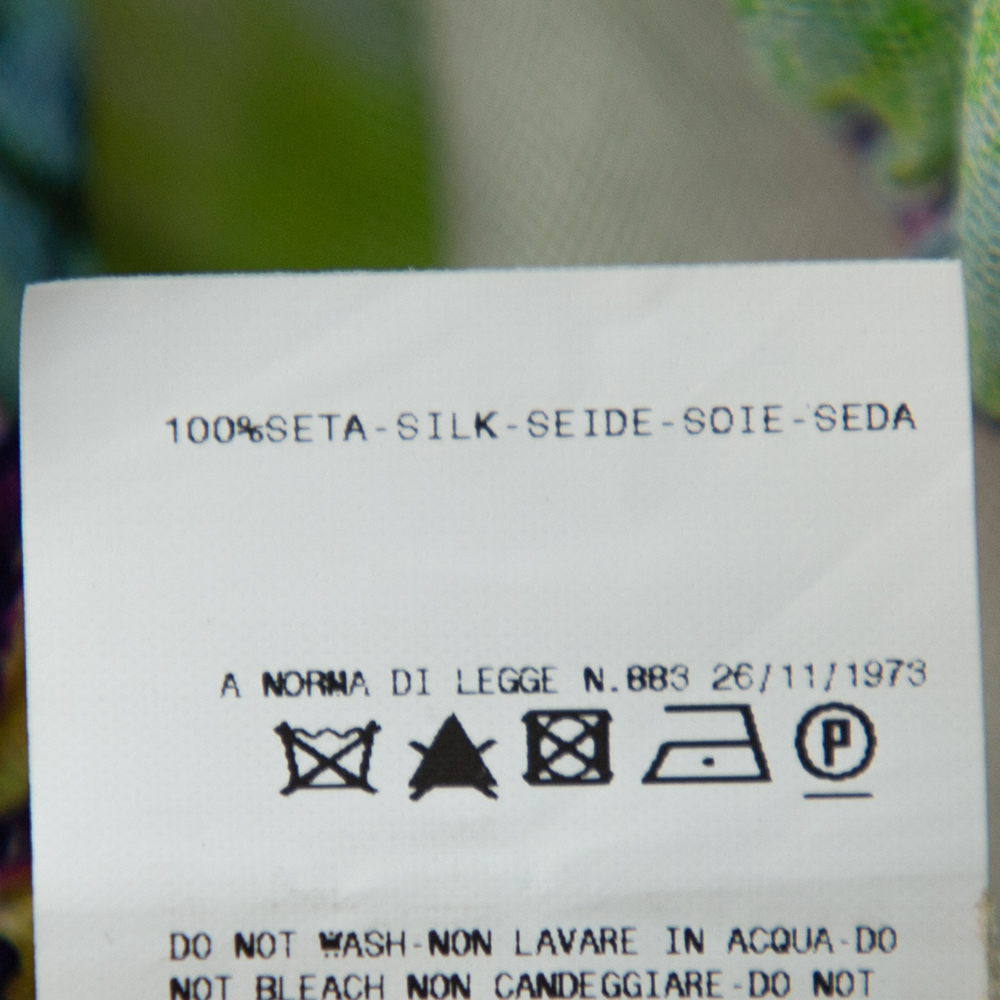 100%SETA-SILK-SEIDE-SOIE-SEDA
A NORMA DI LEGGE N.883 26/11/1973
P
DO NOT WASH-NON LAVARE IN ACQUA-DO
NOT BLEACH NON CANDEGGIARE-DO NOT